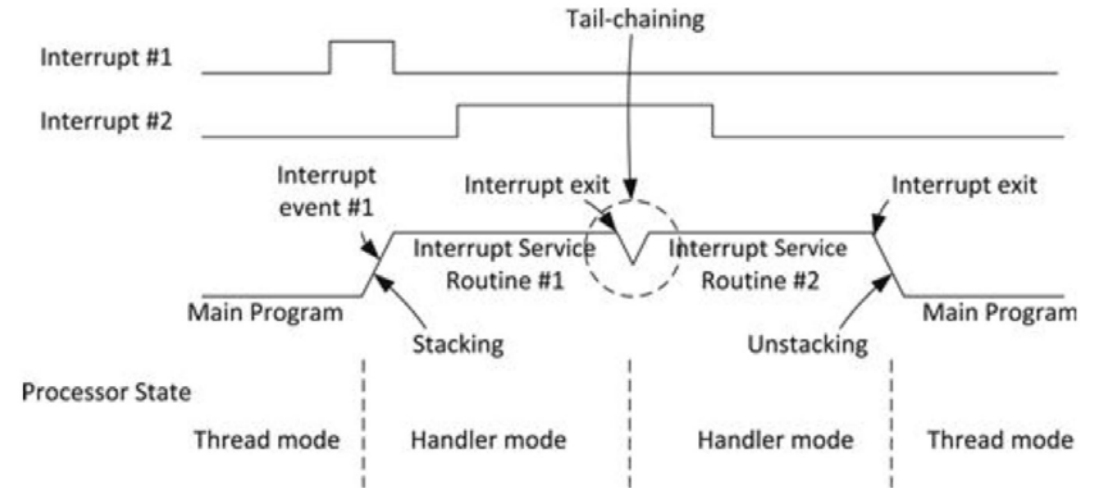 Tail-chaining
Interrupt #1
Interrupt #2
Interrupt
event #1
Interrupt exit
Interrupt exit
Interrupt Service
Routine #1
Interrupt Service
Routine #2
Main Program
Main Program
Stacking
Unstacking
Processor State
Thread mode
Handler mode
Handler mode
Thread mode